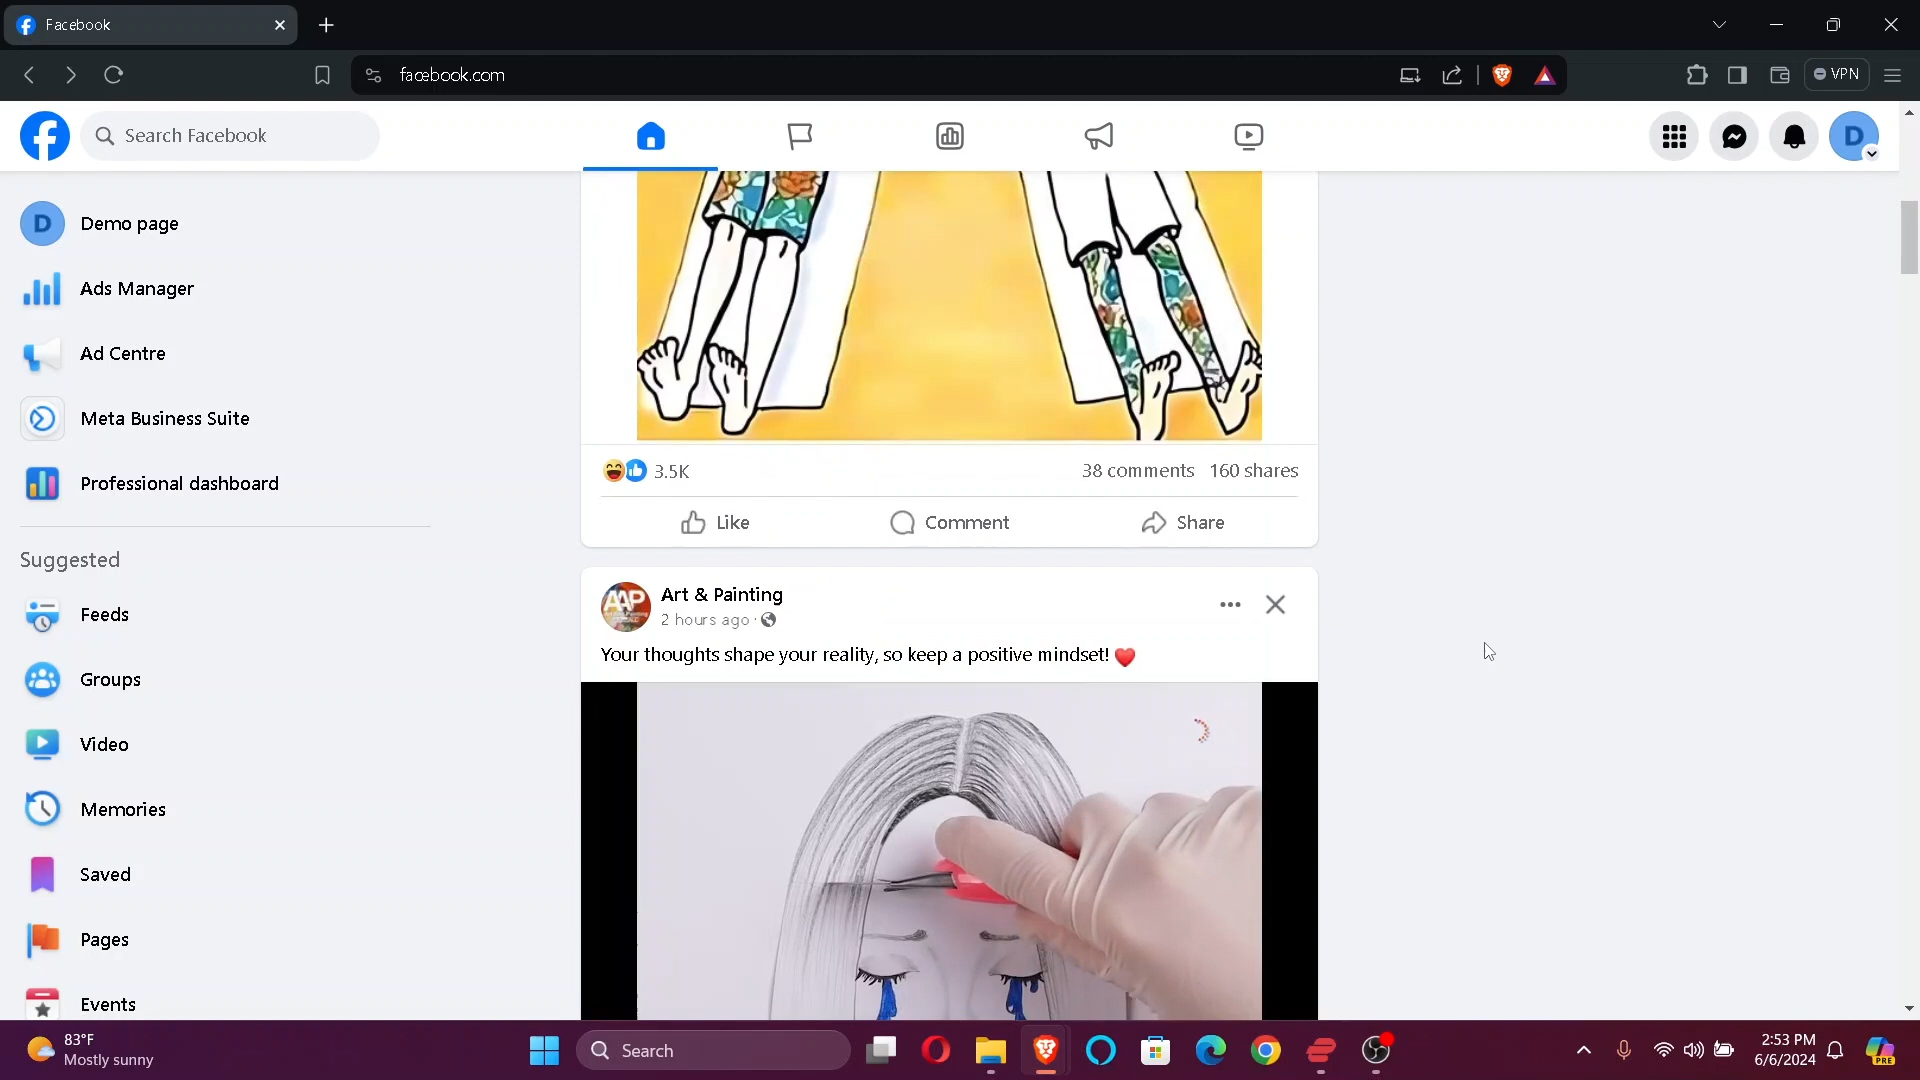 Facebook
facebook.com
VPN
Search Facebook
D
Demo page
D
Ads Manager
Ad Centre
Meta Business Suite
Professional dashboard
Suggested
Feeds
Groups
Video
Memories
Saved
Pages
Events
3.5K
38 comments 160 shares
Like
Comment
Share
AAP
Art & Painting
2 hours ago ·
Your thoughts shape your reality, so keep a positive mindset! ❤️
83°F
Mostly sunny
Search
2:53 PM
6/6/2024
PRE